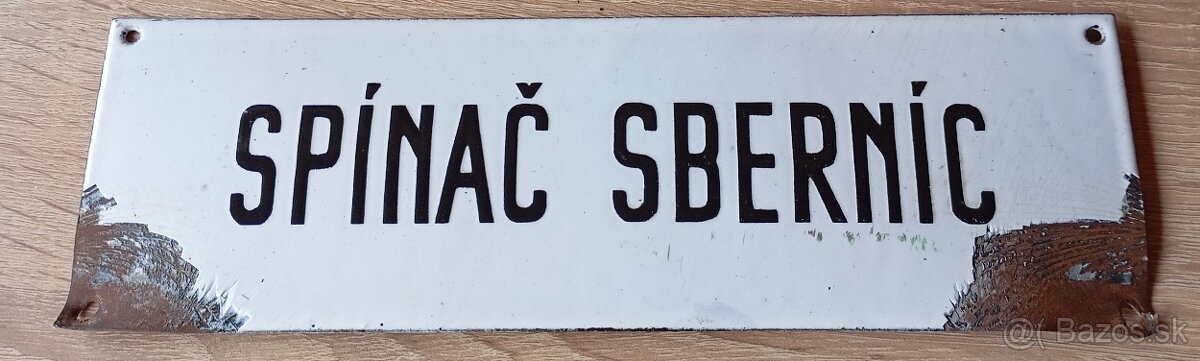 SPÍNAČ SBERNÍC
@( Bazos.sk